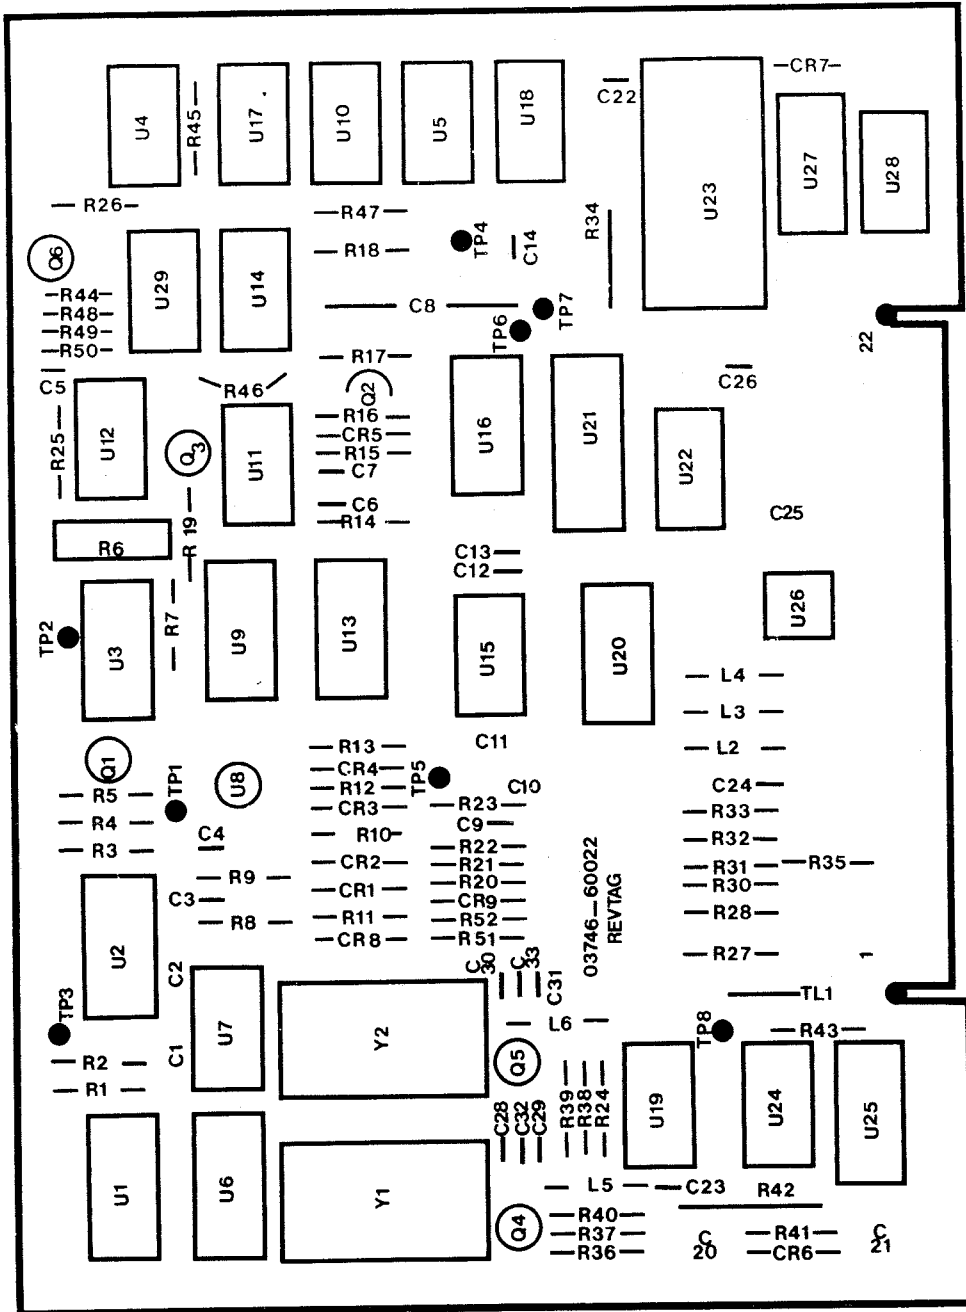 CR7
C22
U4
R45
U17
U10
U5
U18
U23
U27
U28
R26
R47
R34
R18
TP4
C14
Q6
U29
U14
R44
R48
R49
R50
C8
TP6
TP7
22
R17
C5
R46
Q2
C26
R25
U12
Q3
U11
R16
CR5
R15
C7
U16
U21
U22
C6
R14
R19
C25
R6
C13
C12
TP2
U3
R7
U9
U13
U15
U20
U26
L4
L3
L2
C11
R13
CR4
R12
CR3
TP5
C10
C24
Q1
TP1
U8
R5
R4
R3
C4
R10
R23
C9
R33
R32
R22
R21
R20
CR9
R52
R51
CR2
CR1
R11
CR8
R9
C3
R8
R31
R30
R35
R28
R27
03746-60022
REVTAG
1
U2
C2
C30
C33
C31
TL1
TP3
U7
Y2
L6
TP8
R43
R2
R1
C1
Q5
C28
C32
C29
R39
R38
R24
U19
U24
U25
U1
U6
Y1
L5
C23
R42
Q4
R40
R37
R36
C20
R41
CR6
C21